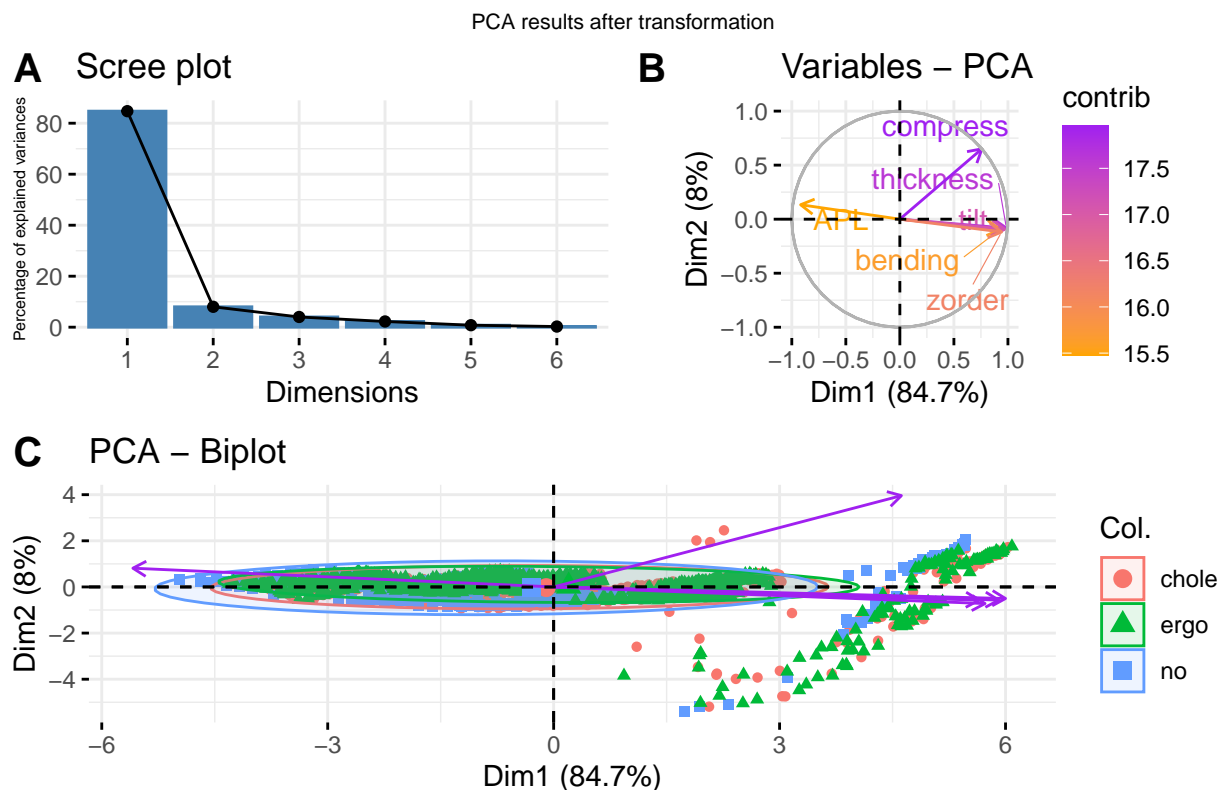 PCA results after transformation
A Scree plot
Percentage of explained variances
80
60
40
20
0
1 2 3 4 5 6
Dimensions
B Variables − PCA
Dim2 (8%)
1.0
0.5
0.0
−0.5
−1.0
compress
thickness
APL tilt
bending
zorder
−1.0 −0.5 0.0 0.5 1.0
Dim1 (84.7%)
contrib
17.5
17.0
16.5
16.0
15.5
C PCA − Biplot
Dim2 (8%)
4
2
0
−2
−4
−6 −3 0 3 6
Dim1 (84.7%)
Col.
chole
ergo
no